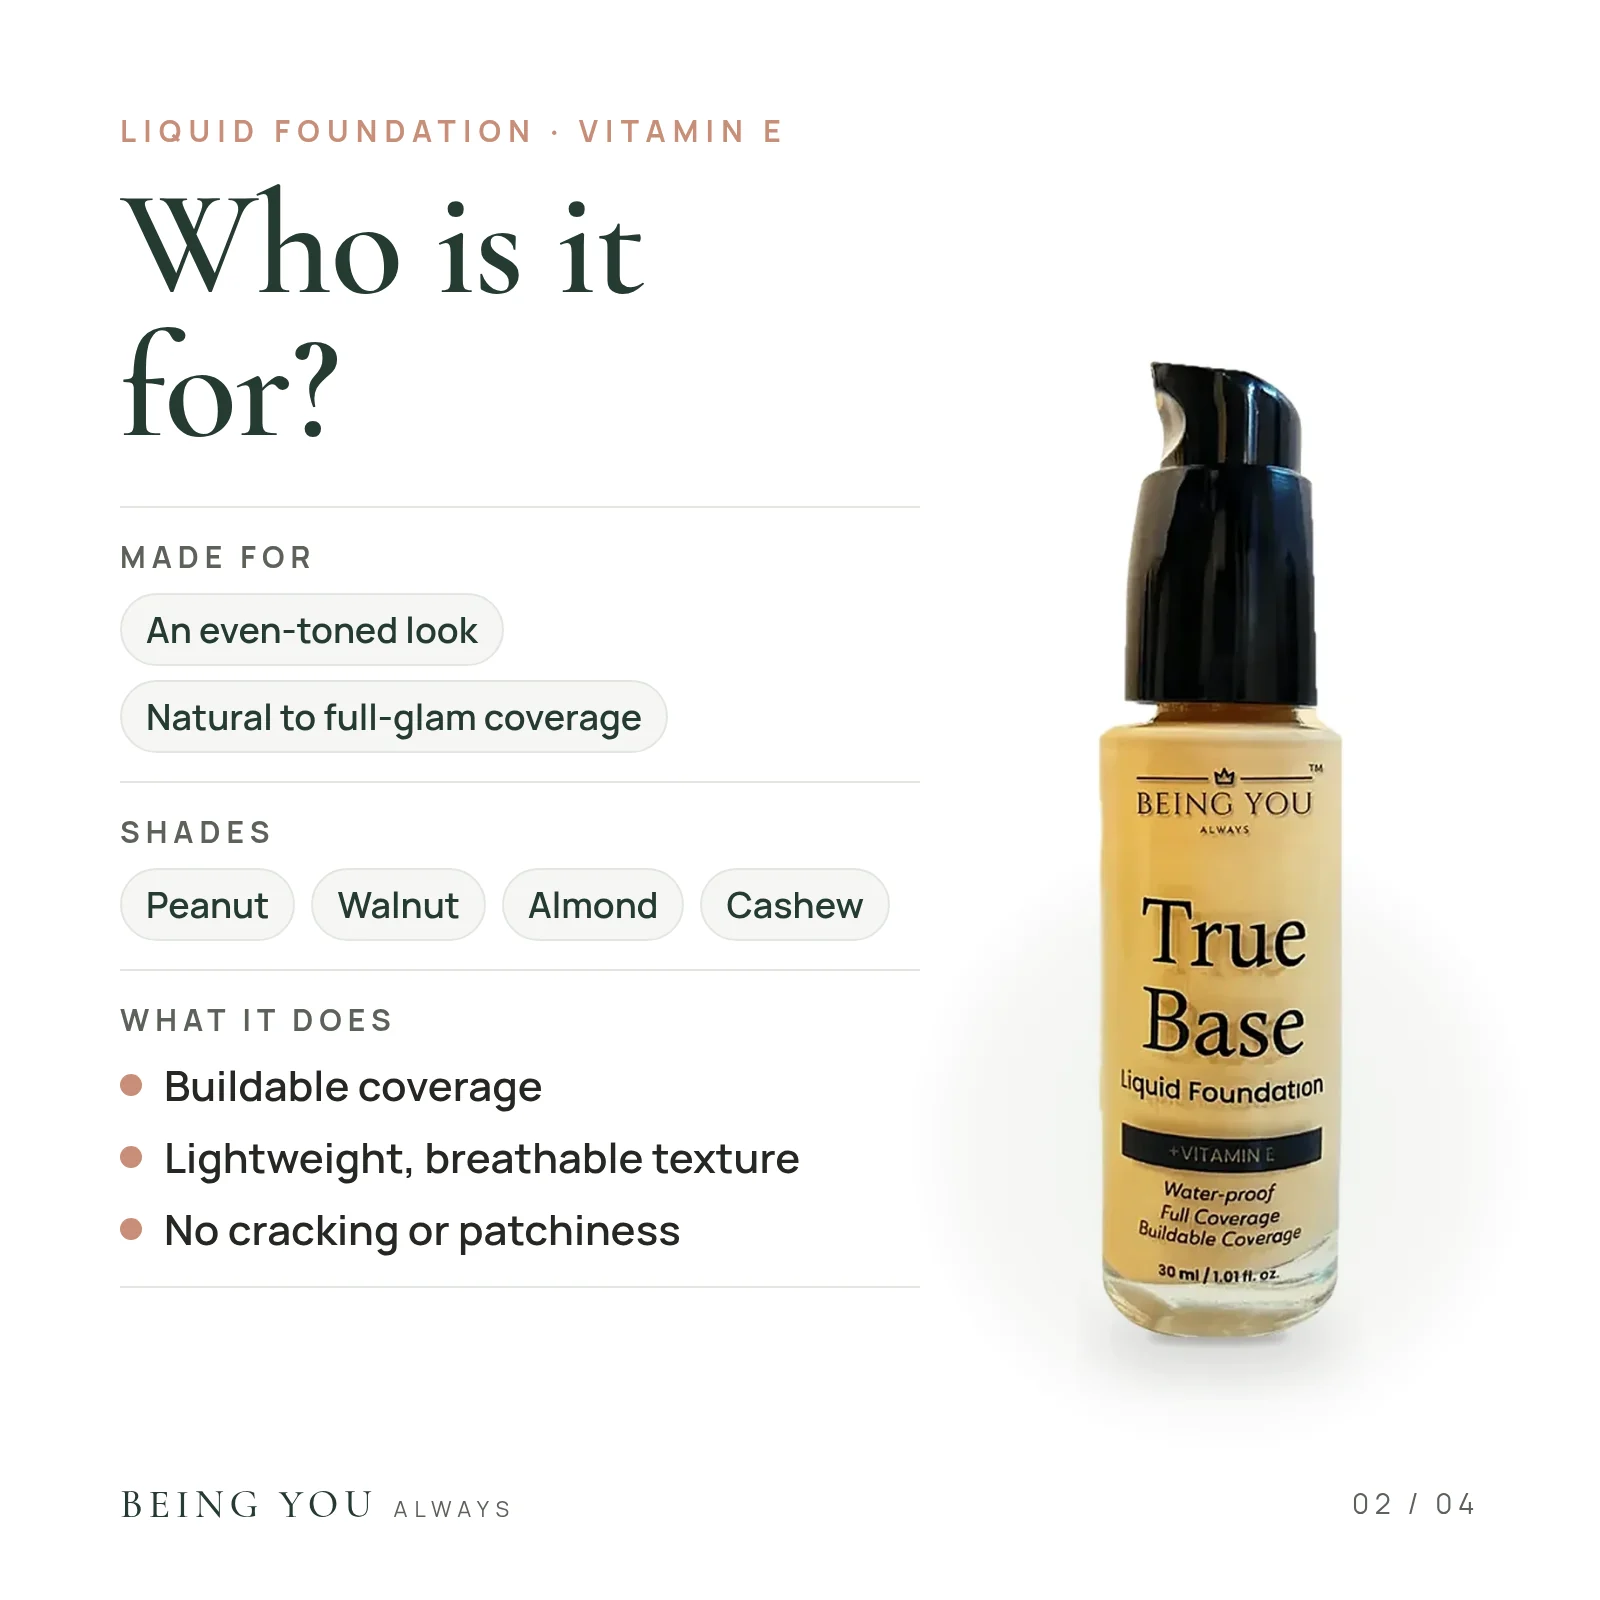 LIQUID FOUNDATION · VITAMIN E
Who is it
for?
MADE FOR
An even-toned look
Natural to full-glam coverage
SHADES
Peanut Walnut Almond Cashew
WHAT IT DOES
Buildable coverage
Lightweight, breathable texture
No cracking or patchiness
BEING YOU ™
ALWAYS
True
Base
Liquid Foundation
+VITAMIN E
Water-proof
Full Coverage
Buildable Coverage
30 ml / 1.01 fl. oz.
BEING YOU ALWAYS
02 / 04